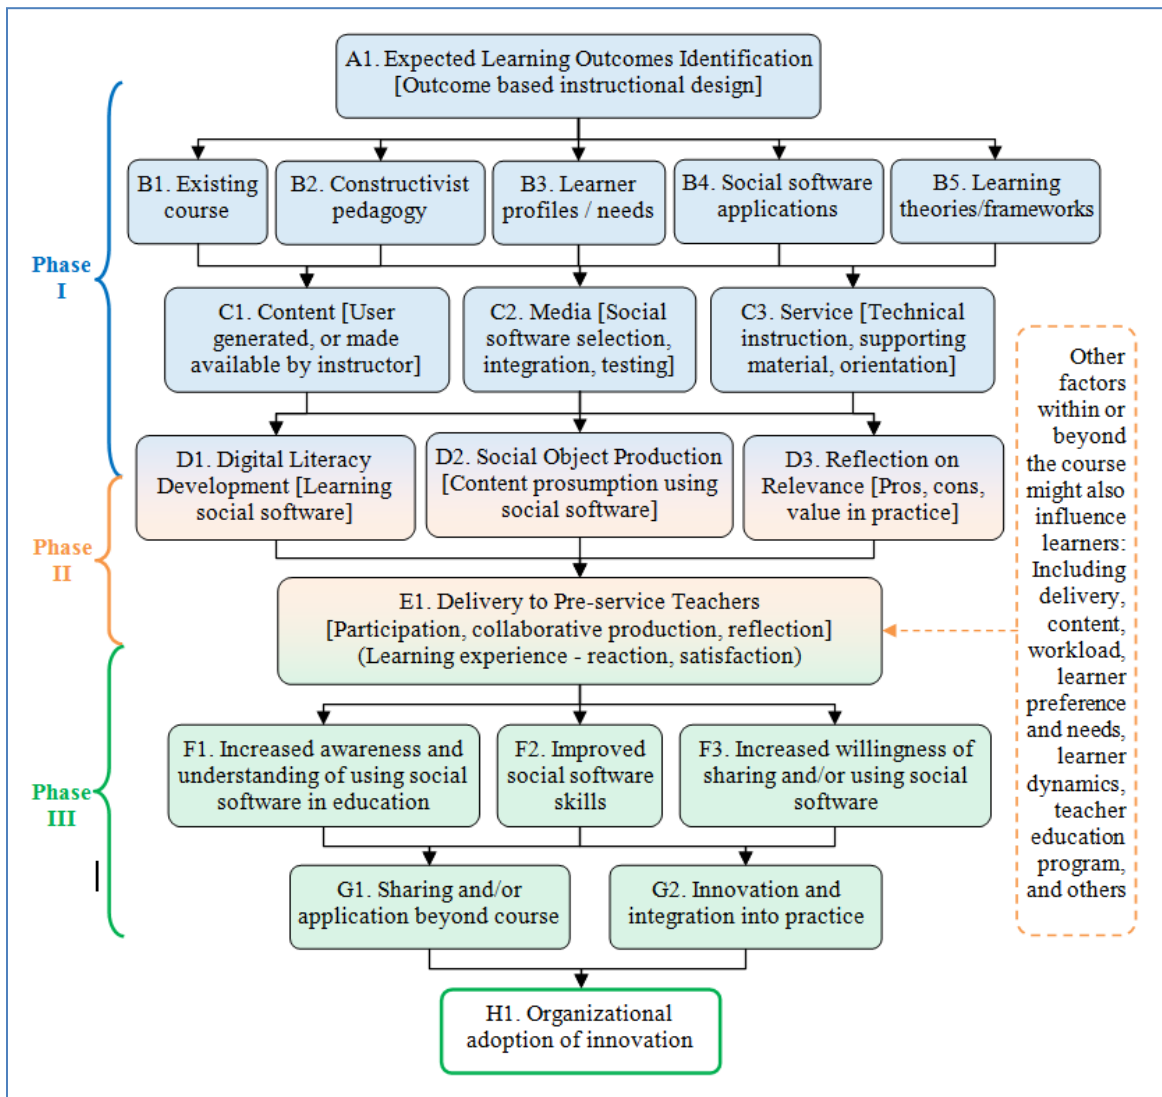 A1. Expected Learning Outcomes Identification
[Outcome based instructional design]
B1. Existing
course
B2. Constructivist
pedagogy
B3. Learner
profiles / needs
B4. Social software
applications
B5. Learning
theories/frameworks
Phase
I
C1. Content [User
generated, or made
available by instructor]
C2. Media [Social
software selection,
integration, testing]
C3. Service [Technical
instruction, supporting
material, orientation]
D1. Digital Literacy
Development [Learning
social software]
D2. Social Object Production
[Content prosumption using
social software]
D3. Reflection on
Relevance [Pros, cons,
value in practice]
Phase
II
E1. Delivery to Pre-service Teachers
[Participation, collaborative production, reflection]
(Learning experience - reaction, satisfaction)
Other
factors
within or
beyond
the course
might also
influence
learners:
Including
delivery,
content,
workload,
learner
preference
and needs,
learner
dynamics,
teacher
education
program,
and others
Phase
III
F1. Increased awareness and
understanding of using social
software in education
F2. Improved
social software
skills
F3. Increased willingness of
sharing and/or using social
software
G1. Sharing and/or
application beyond course
G2. Innovation and
integration into practice
H1. Organizational
adoption of innovation